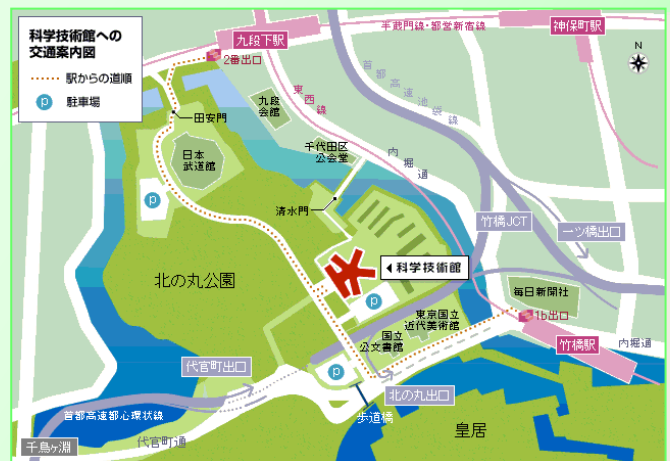 科学技術館への
交通案内図
駅からの道順
P
駐車場
九段下駅
2番出口
半蔵門線・都営新宿線
神保町駅
N
首都高速池袋線
東西線
内堀通
田安門
九段
会館
千代田区
公会堂
日本
武道館
P
清水門
竹橋JCT
一ツ橋出口
科学技術館
北の丸公園
P
毎日新聞社
東京国立
近代美術館
1b出口
国立
公文書館
竹橋駅
内堀通
代官町出口
P
北の丸出口
首都高速都心環状線
歩道橋
代官町通
皇居
千鳥ヶ淵